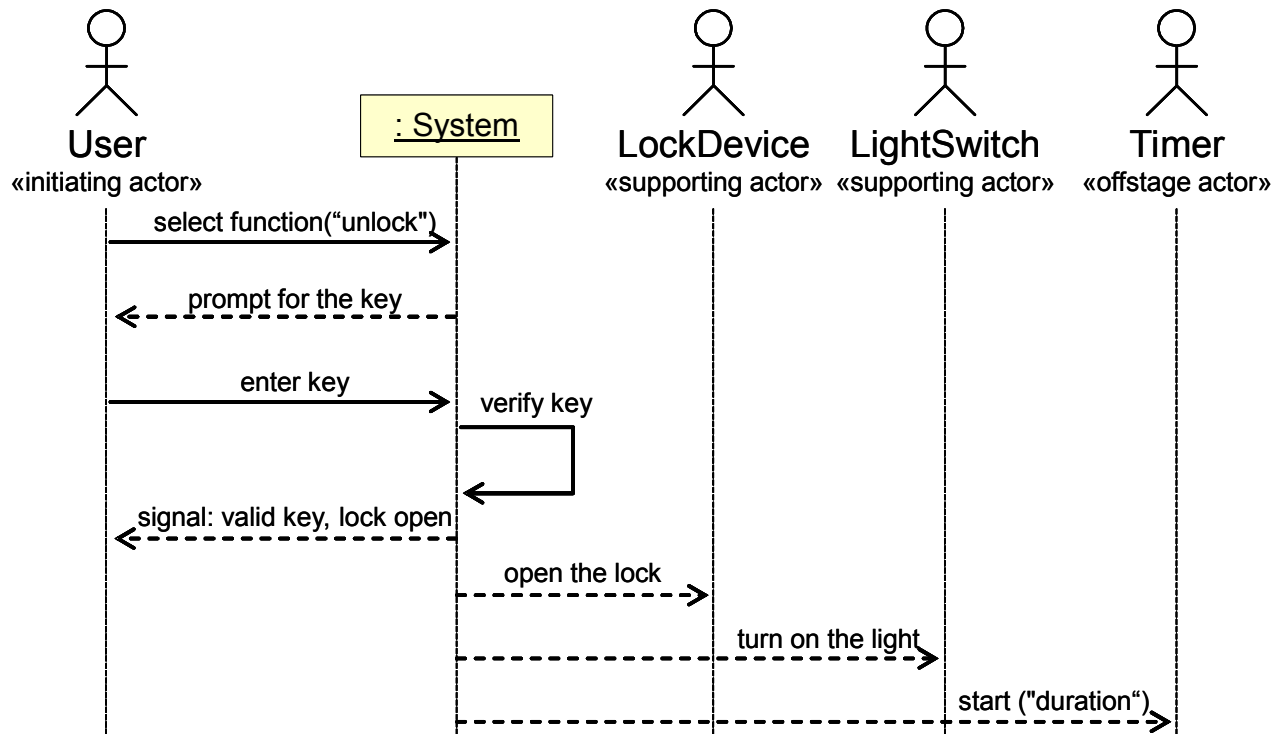 : System
User
LockDevice
LightSwitch
Timer
«initiating actor»
«supporting actor»
«supporting actor»
«offstage actor»
select function(“unlock")
prompt for the key
enter key
verify key
signal: valid key, lock open
open the lock
turn on the light
start ("duration“)